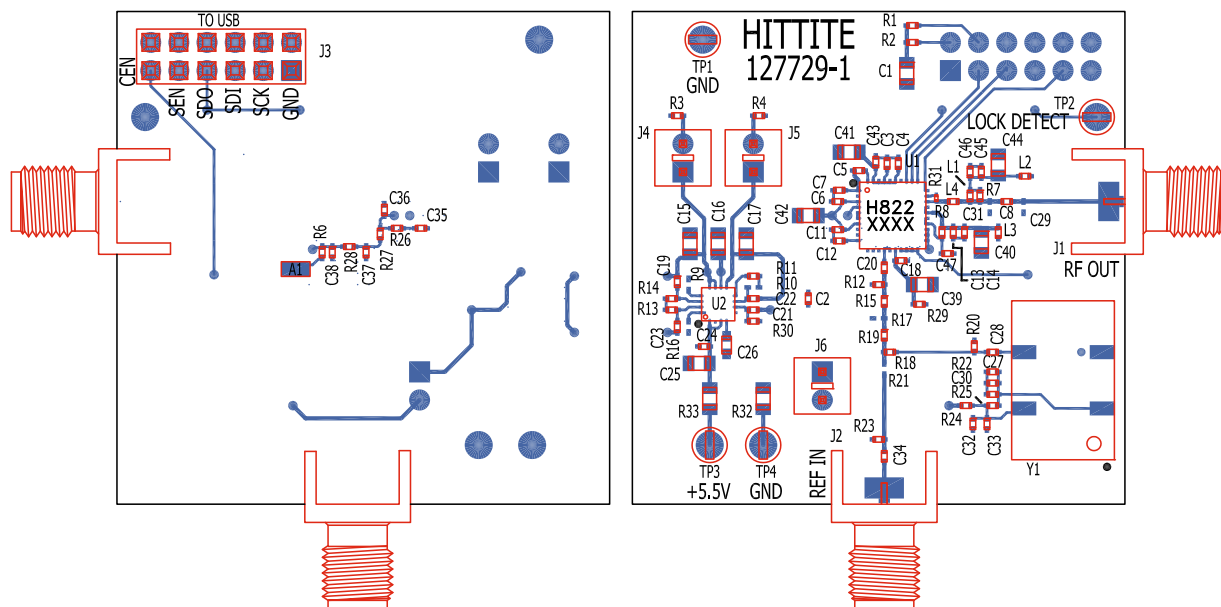 TO USB
J3
CEN
SEN
SDO
SDI
SCK
GND
C36
C35
R6
R26
R28
R27
A1
C38
C37
HITTITE
127729-1
TP1
GND
R1
R2
C1
TP2
LOCK DETECT
R3
R4
J4
J5
C41
C43
C3
C4
U1
C46
C45
C44
L1
L2
C5
C7
C6
R31
L4
R7
H822
XXXX
C42
C15
C16
C17
C11
C12
R8
C31
C8
C29
L3
C40
J1
RF OUT
C47
C13
C14
C19
R9
R11
R10
C20
C18
R14
R13
U2
C22
C21
R30
C2
R12
R15
C39
R29
C23
R16
C24
R17
R19
R20
C28
C25
C26
J6
R18
R21
R22
C27
C30
R25
R24
R33
R32
R23
C32
C33
J2
C34
Y1
TP3
+5.5V
TP4
GND
REF IN